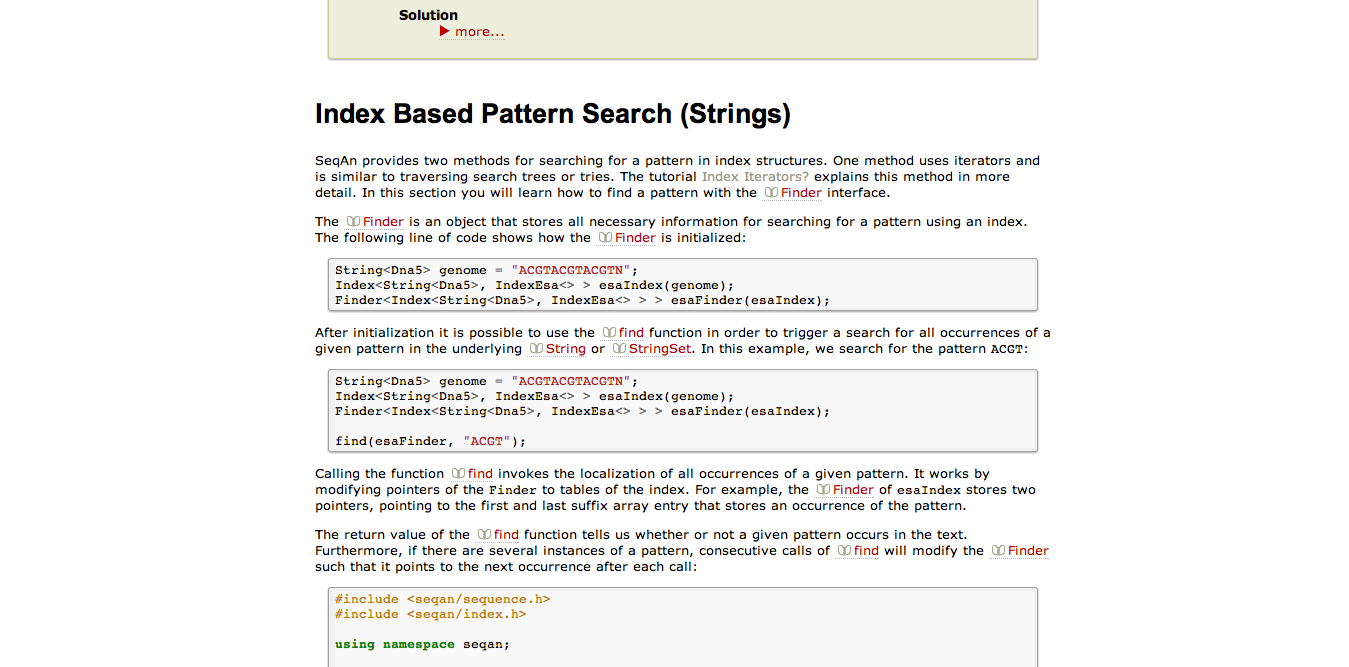 Solution
more...
Index Based Pattern Search (Strings)
SeqAn provides two methods for searching for a pattern in index structures. One method uses iterators and
is similar to traversing search trees or tries. The tutorial Index Iterators? explains this method in more
detail. In this section you will learn how to find a pattern with the Finder interface.
The Finder is an object that stores all necessary information for searching for a pattern using an index.
The following line of code shows how the Finder is initialized:
String<Dna5> genome = "ACGTACGTACGTN";
Index<String<Dna5>, IndexEsa<> > esaIndex(genome);
Finder<Index<String<Dna5>, IndexEsa<> > > esaFinder(esaIndex);
After initialization it is possible to use the find function in order to trigger a search for all occurrences of a
given pattern in the underlying String or StringSet. In this example, we search for the pattern ACGT:
String<Dna5> genome = "ACGTACGTACGTN";
Index<String<Dna5>, IndexEsa<> > esaIndex(genome);
Finder<Index<String<Dna5>, IndexEsa<> > > esaFinder(esaIndex);
find(esaFinder, "ACGT");
Calling the function find invokes the localization of all occurrences of a given pattern. It works by
modifying pointers of the Finder to tables of the index. For example, the Finder of esaIndex stores two
pointers, pointing to the first and last suffix array entry that stores an occurrence of the pattern.
The return value of the find function tells us whether or not a given pattern occurs in the text.
Furthermore, if there are several instances of a pattern, consecutive calls of find will modify the Finder
such that it points to the next occurrence after each call:
#include <seqan/sequence.h>
#include <seqan/index.h>
using namespace seqan;